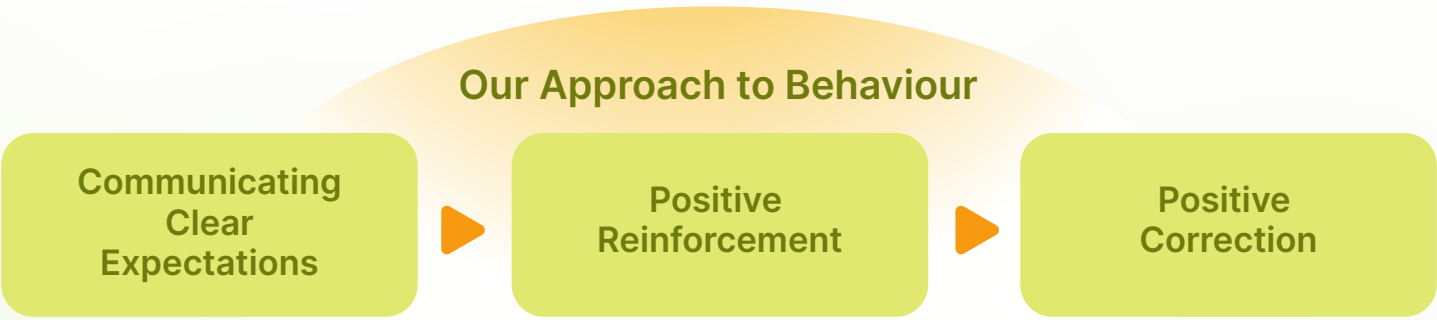 Our Approach to Behaviour
Communicating
Clear
Expectations
Positive
Reinforcement
Positive
Correction